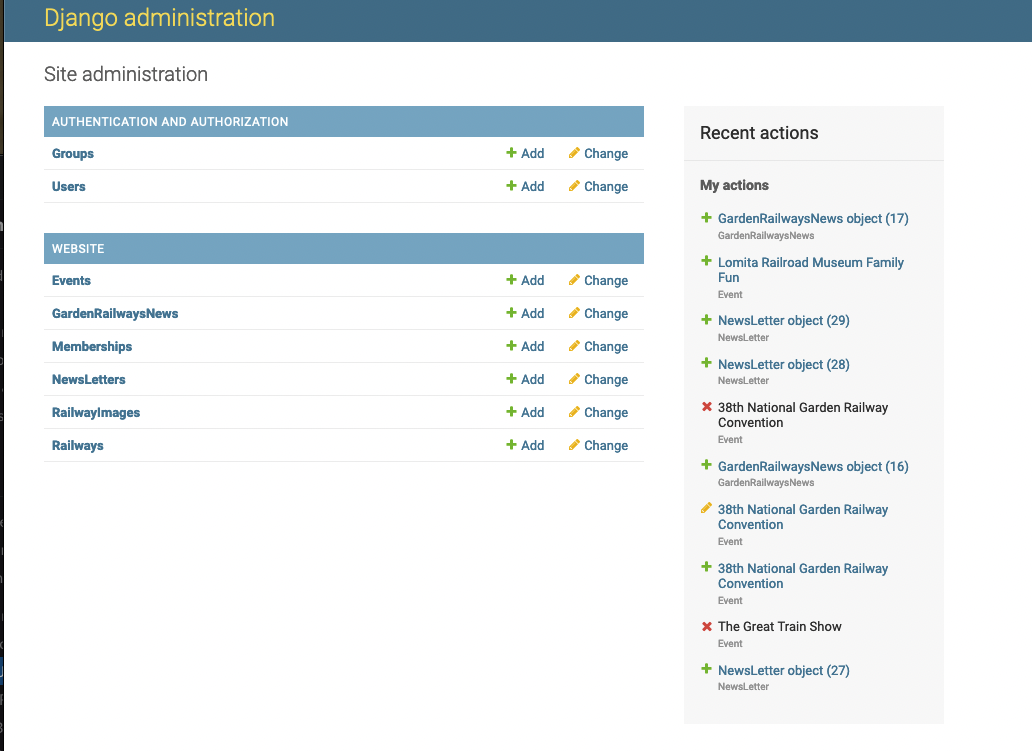 Django administration
Site administration
AUTHENTICATION AND AUTHORIZATION
Groups Add Change
Users Add Change
WEBSITE
Events Add Change
GardenRailwaysNews Add Change
Memberships Add Change
NewsLetters Add Change
RailwayImages Add Change
Railways Add Change
Recent actions
My actions
GardenRailwaysNews object (17)
GardenRailwaysNews
Lomita Railroad Museum Family
Fun
Event
NewsLetter object (29)
NewsLetter
NewsLetter object (28)
NewsLetter
38th National Garden Railway
Convention
Event
GardenRailwaysNews object (16)
GardenRailwaysNews
38th National Garden Railway
Convention
Event
38th National Garden Railway
Convention
Event
The Great Train Show
Event
NewsLetter object (27)
NewsLetter